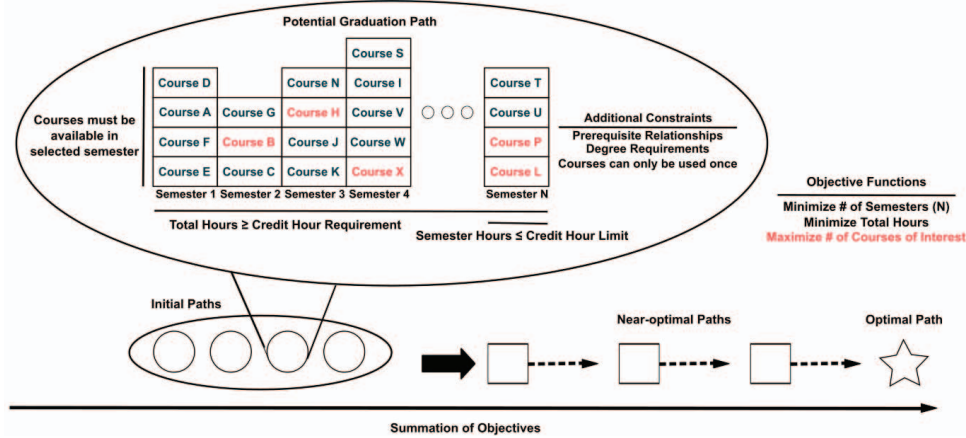 Potential Graduation Path
Courses must be
available in
selected semester
Course S
Course D
Course N
Course I
Course T
Course A
Course G
Course H
Course V
Course U
Course F
Course B
Course J
Course W
Course P
Course E
Course C
Course K
Course X
Course L
Semester 1
Semester 2
Semester 3
Semester 4
Semester N
Total Hours ≥ Credit Hour Requirement
Semester Hours ≤ Credit Hour Limit
Additional Constraints
Prerequisite Relationships
Degree Requirements
Courses can only be used once
Objective Functions
Minimize # of Semesters (N)
Minimize Total Hours
Maximize # of Courses of Interest
Initial Paths
Near-optimal Paths
Optimal Path
Summation of Objectives